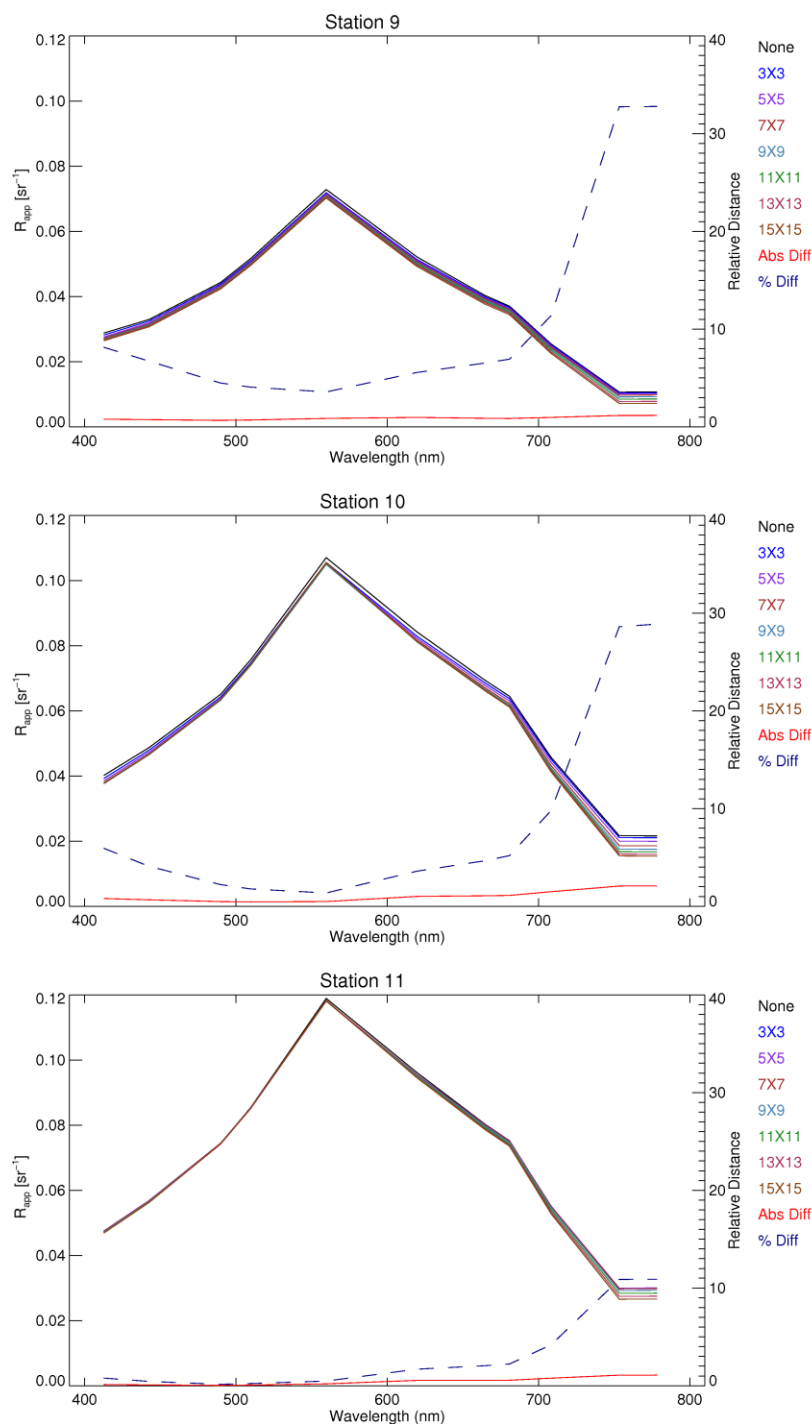 Station 9
0.12
0.10
0.08
0.06
0.04
0.02
0.00
R_app [sr⁻¹]
400 500 600 700 800
Wavelength (nm)
40
30
20
10
0
Relative Distance
None
3X3
5X5
7X7
9X9
11X11
13X13
15X15
Abs Diff
% Diff
Station 10
0.12
0.10
0.08
0.06
0.04
0.02
0.00
R_app [sr⁻¹]
400 500 600 700 800
Wavelength (nm)
40
30
20
10
0
Relative Distance
None
3X3
5X5
7X7
9X9
11X11
13X13
15X15
Abs Diff
% Diff
Station 11
0.12
0.10
0.08
0.06
0.04
0.02
0.00
R_app [sr⁻¹]
400 500 600 700 800
Wavelength (nm)
40
30
20
10
0
Relative Distance
None
3X3
5X5
7X7
9X9
11X11
13X13
15X15
Abs Diff
% Diff